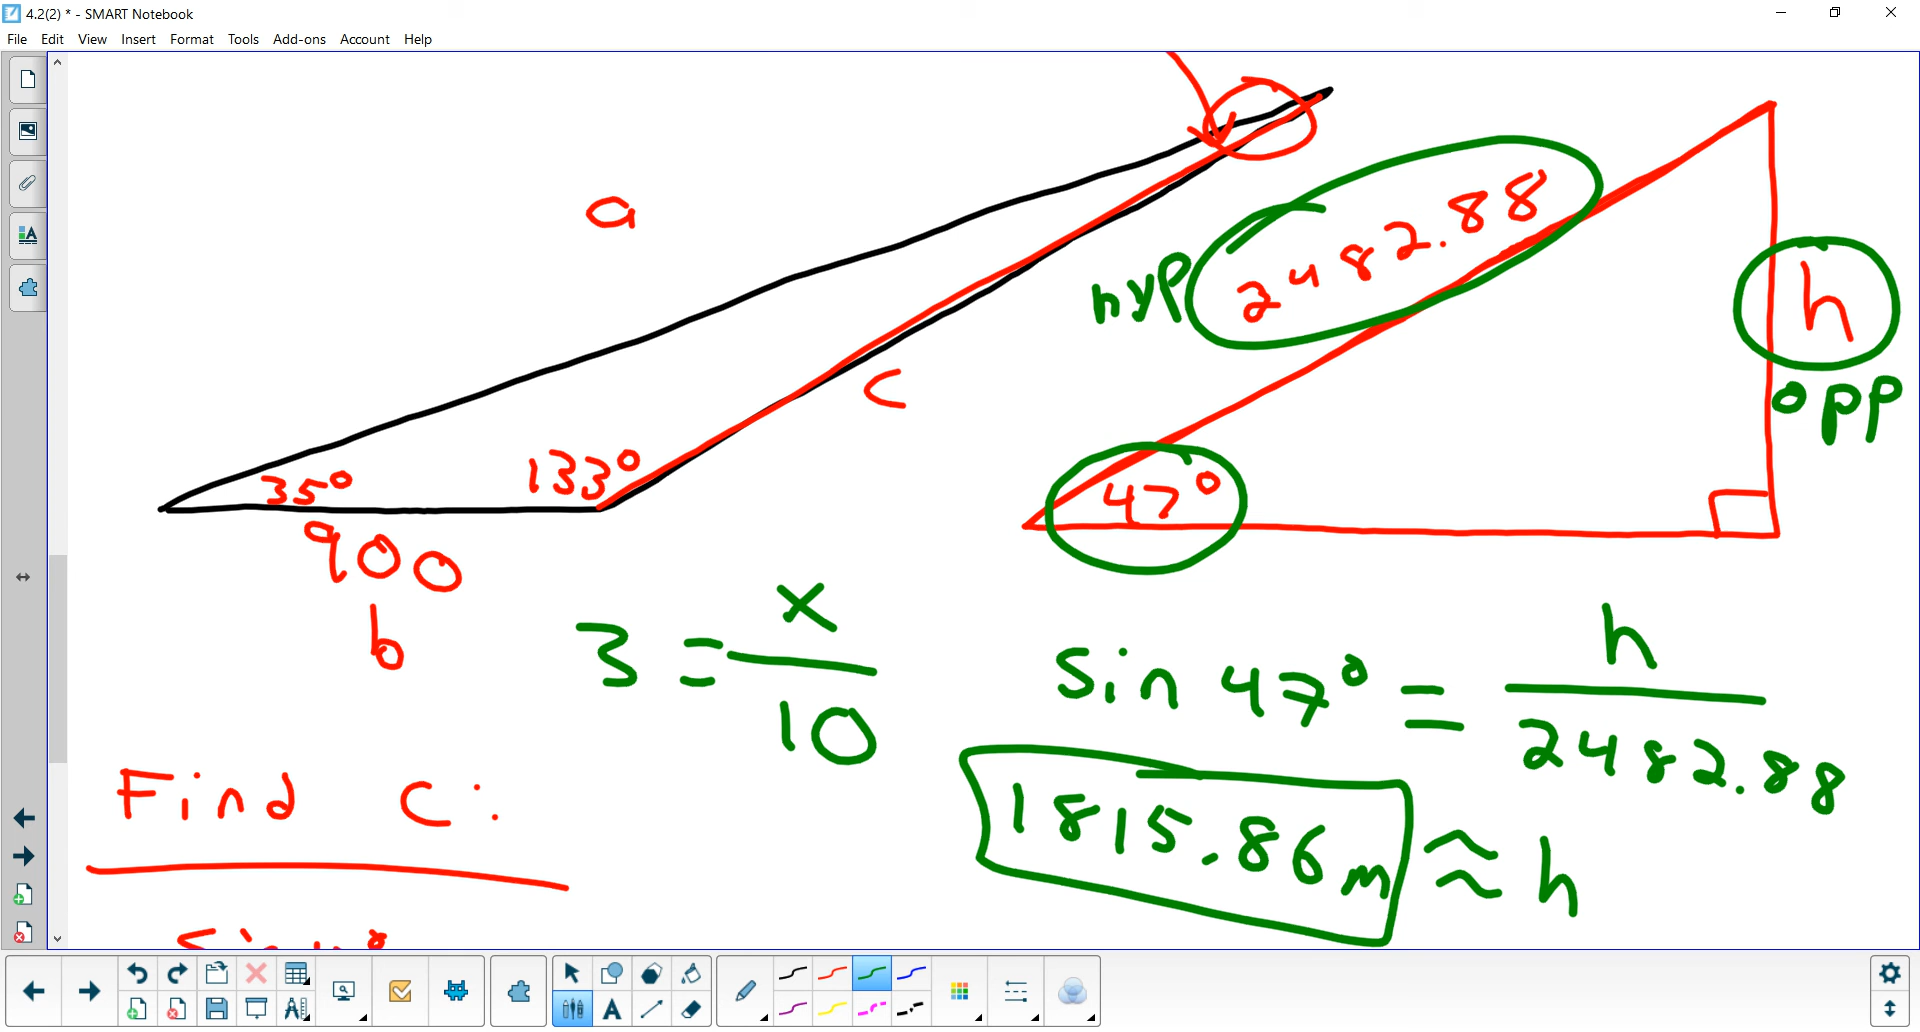 4.2(2) * - SMART Notebook
File Edit View Insert Format Tools Add-ons Account Help
a
hyp
2482.88
h
opp
c
35°
133°
47°
900
b
3 = x/10
sin 47° = h/2482.88
Find C:
1815.86m ≈ h